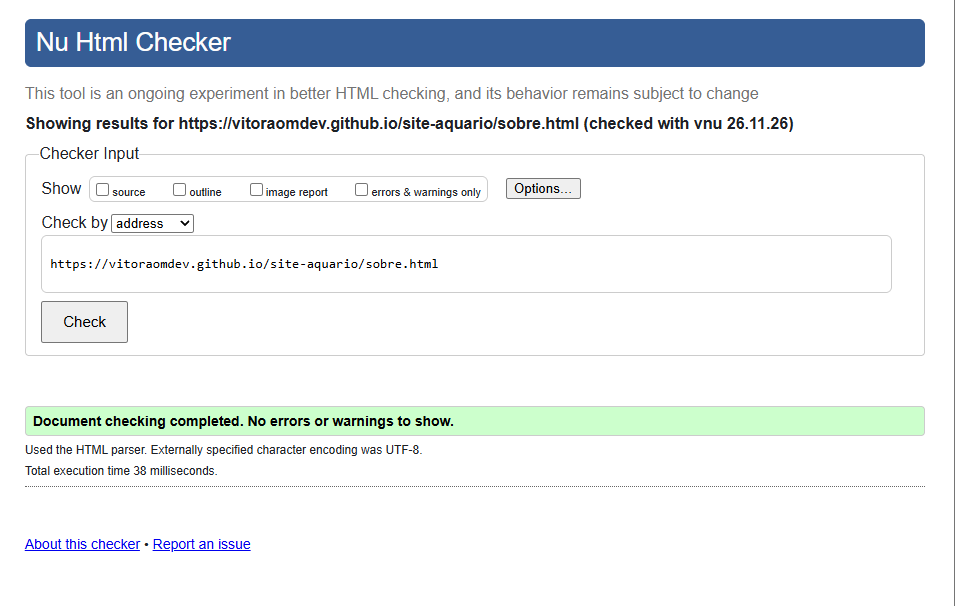 Nu Html Checker
This tool is an ongoing experiment in better HTML checking, and its behavior remains subject to change
Showing results for https://vitoraomdev.github.io/site-aquario/sobre.html (checked with vnu 26.11.26)
Checker Input
Show source outline image report errors & warnings only Options...
Check by address
https://vitoraomdev.github.io/site-aquario/sobre.html
Check
Document checking completed. No errors or warnings to show.
Used the HTML parser. Externally specified character encoding was UTF-8.
Total execution time 38 milliseconds.
About this checker • Report an issue